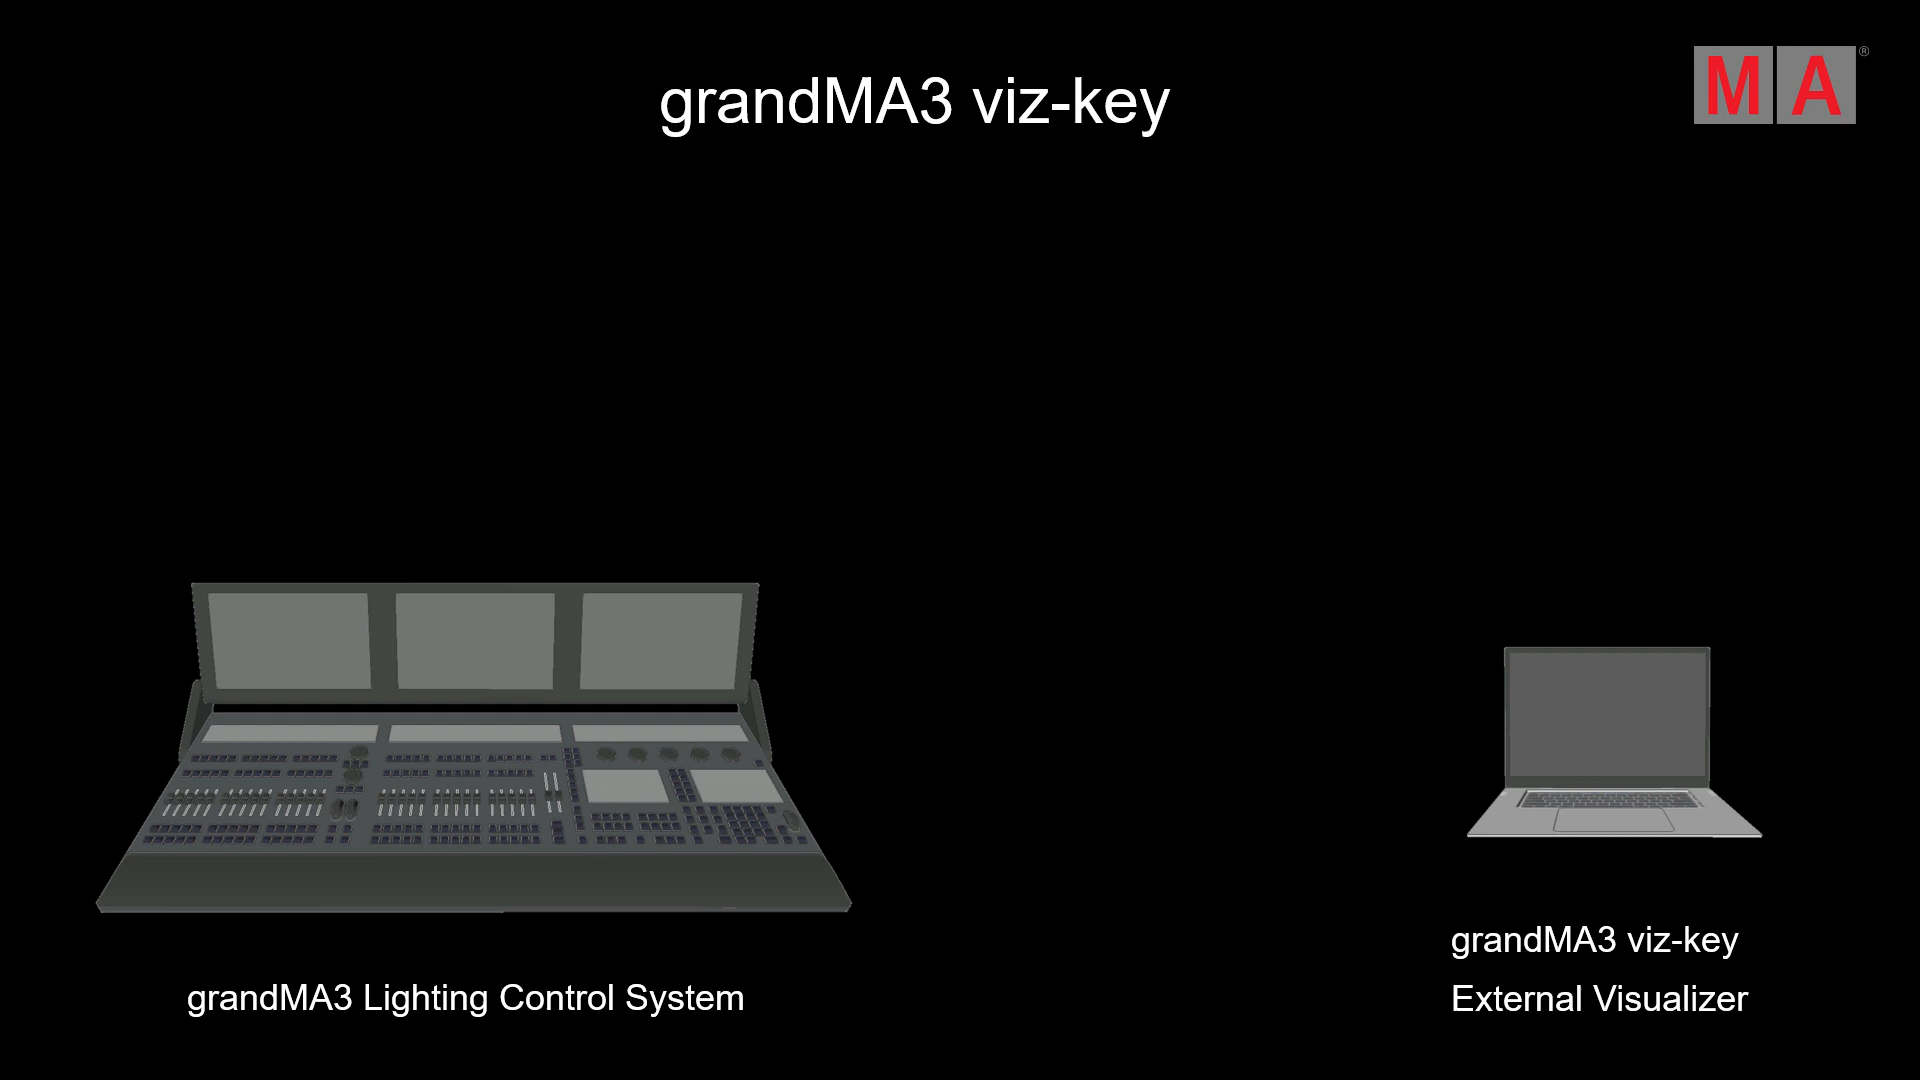 grandMA3 viz-key
MA®
grandMA3 viz-key
grandMA3 Lighting Control System
External Visualizer